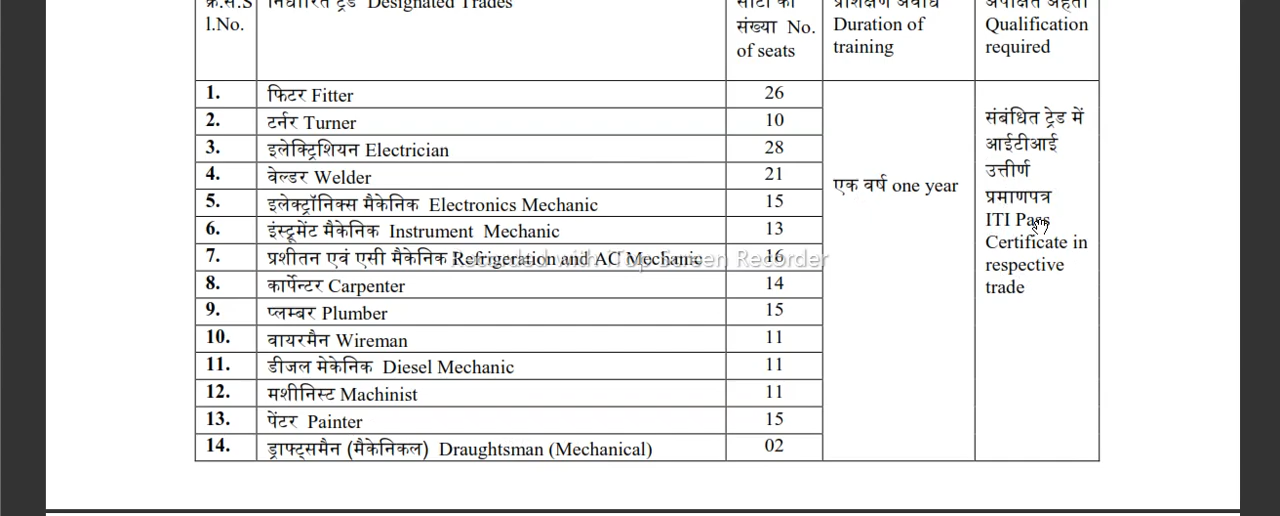 क्र.सं.S निर्धारित ट्रेड Designated Trades सीटों की प्रशिक्षण अवधि अपेक्षित अर्हता
l.No. संख्या No. Duration of Qualification
of seats training required
1. फिटर Fitter 26
2. टर्नर Turner 10
3. इलेक्ट्रिशियन Electrician 28
4. वेल्डर Welder 21
5. इलेक्ट्रॉनिक्स मैकेनिक Electronics Mechanic 15
6. इंस्ट्रूमेंट मैकेनिक Instrument Mechanic 13
7. प्रशीतन एवं एसी मैकेनिक Refrigeration and AC Mechanic 16
8. कार्पेन्टर Carpenter 14
9. प्लम्बर Plumber 15
10. वायरमैन Wireman 11
11. डीजल मेकेनिक Diesel Mechanic 11
12. मशीनिस्ट Machinist 11
13. पेंटर Painter 15
14. ड्राफ्ट्समैन (मैकेनिकल) Draughtsman (Mechanical) 02
एक वर्ष one year
संबंधित ट्रेड में
आईटीआई
उत्तीर्ण
प्रमाणपत्र
ITI Pass
Certificate in
respective
trade
Recorded with iTop Screen Recorder